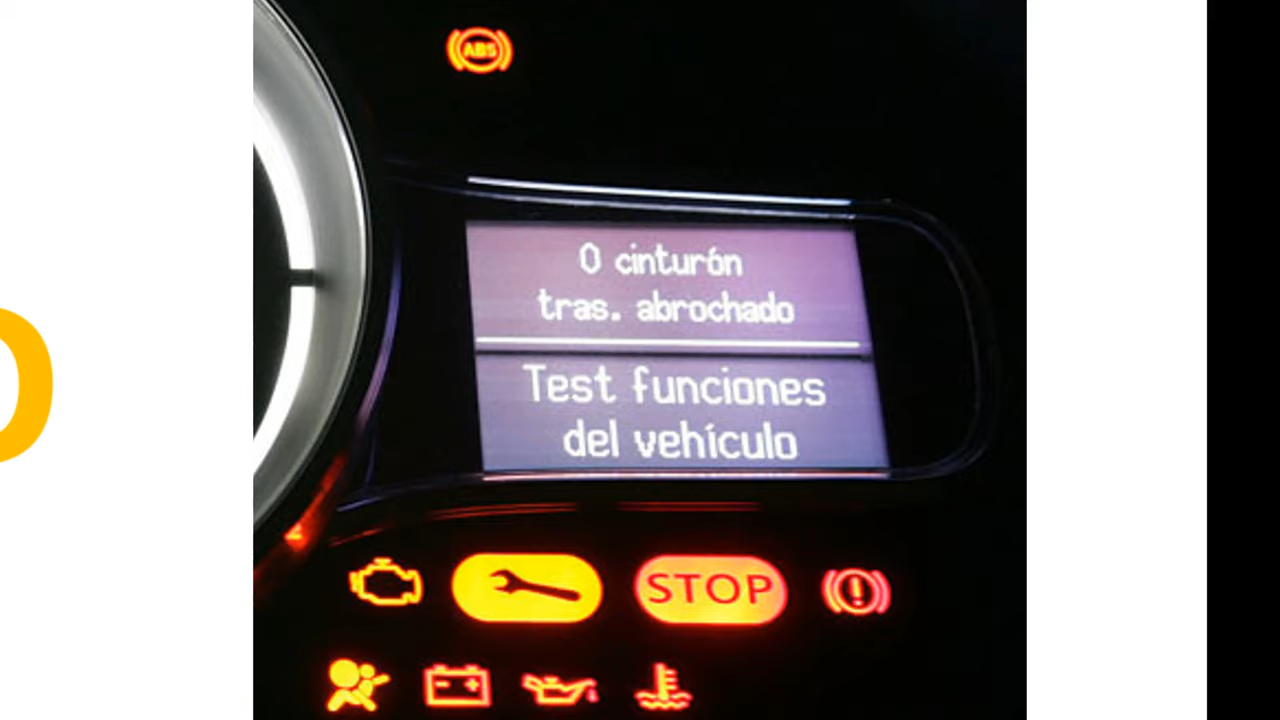 ABS
0 cinturón
tras. abrochado
Test funciones
del vehículo
STOP